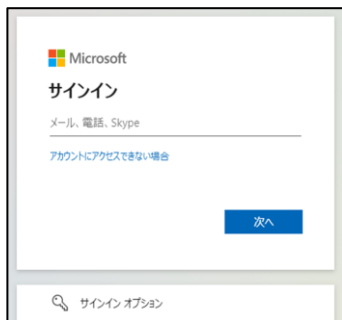 Microsoft
サインイン
メール、電話、Skype
アカウントにアクセスできない場合
次へ
サインイン オプション